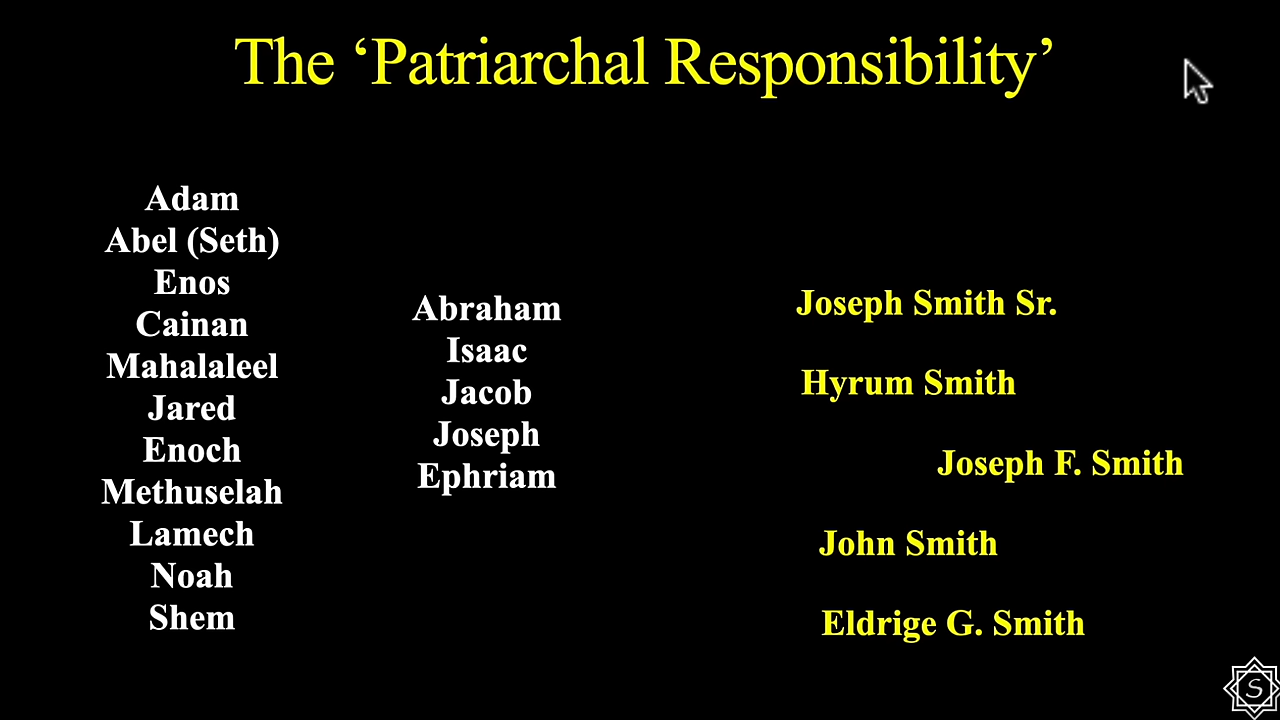 The ‘Patriarchal Responsibility’
Adam
Abel (Seth)
Enos
Cainan
Mahalaleel
Jared
Enoch
Methuselah
Lamech
Noah
Shem
Abraham
Isaac
Jacob
Joseph
Ephriam
Joseph Smith Sr.
Hyrum Smith
Joseph F. Smith
John Smith
Eldrige G. Smith
S